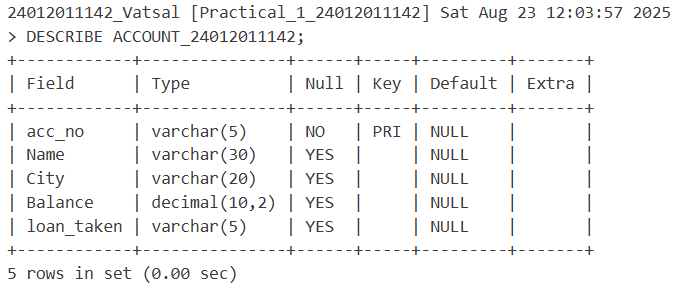 24012011142_Vatsal [Practical_1_24012011142] Sat Aug 23 12:03:57 2025
> DESCRIBE ACCOUNT_24012011142;
+------------+---------------+------+-----+---------+-------+
| Field      | Type          | Null | Key | Default | Extra |
+------------+---------------+------+-----+---------+-------+
| acc_no     | varchar(5)    | NO   | PRI | NULL    |       |
| Name       | varchar(30)   | YES  |     | NULL    |       |
| City       | varchar(20)   | YES  |     | NULL    |       |
| Balance    | decimal(10,2) | YES  |     | NULL    |       |
| loan_taken | varchar(5)    | YES  |     | NULL    |       |
+------------+---------------+------+-----+---------+-------+
5 rows in set (0.00 sec)